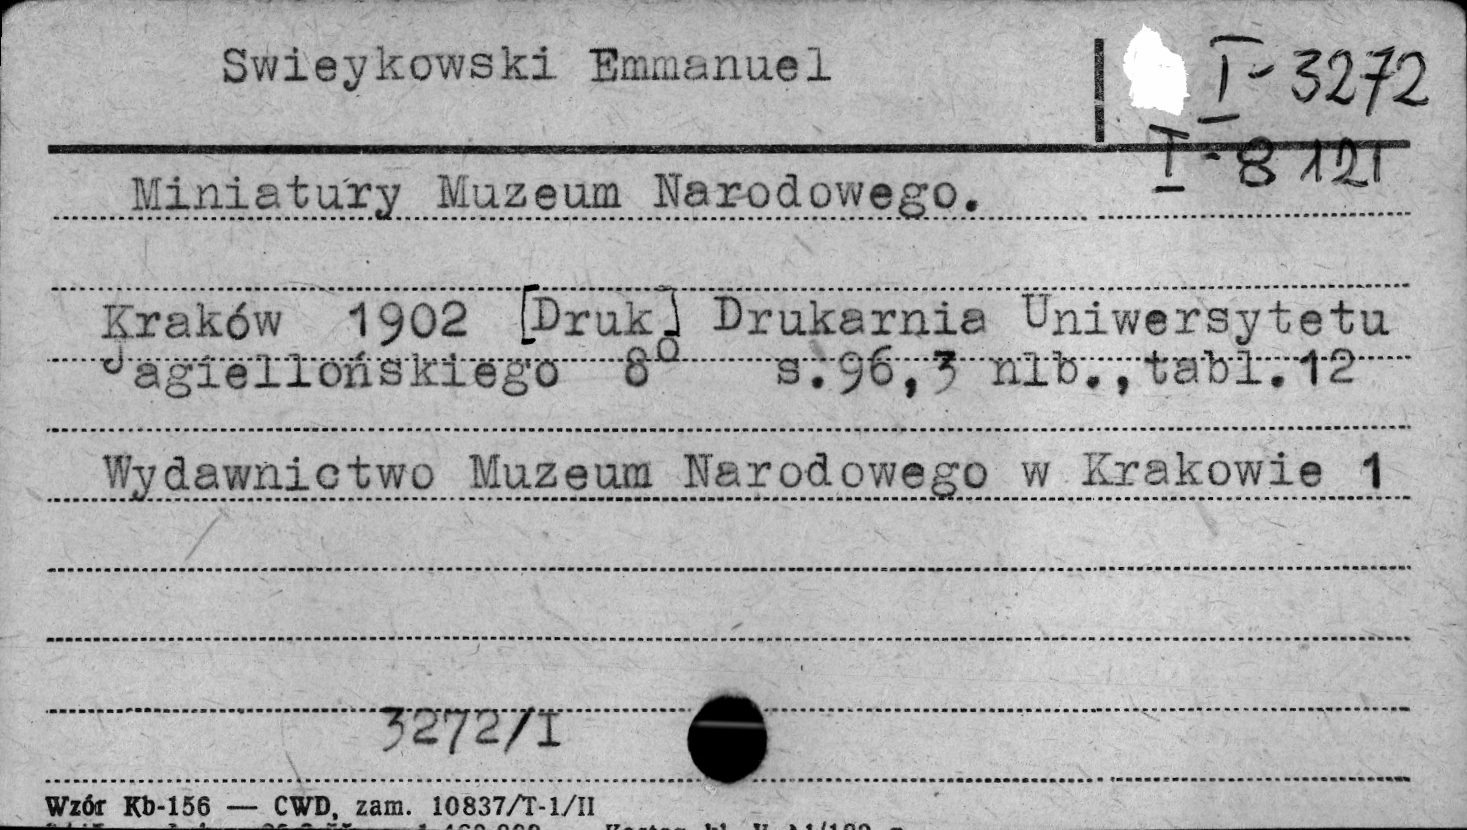 Swieykowski Emmanuel
I-3272
I-8121
Miniatury Muzeum Narodowego.
Kraków 1902 [Druk] Drukarnia Uniwersytetu
Jagiellońskiego 8° s.96,3 nlb.,tabl.12
Wydawnictwo Muzeum Narodowego w Krakowie 1
3272/I
Wzór Kb-156 — CWD, zam. 10837/T-1/II